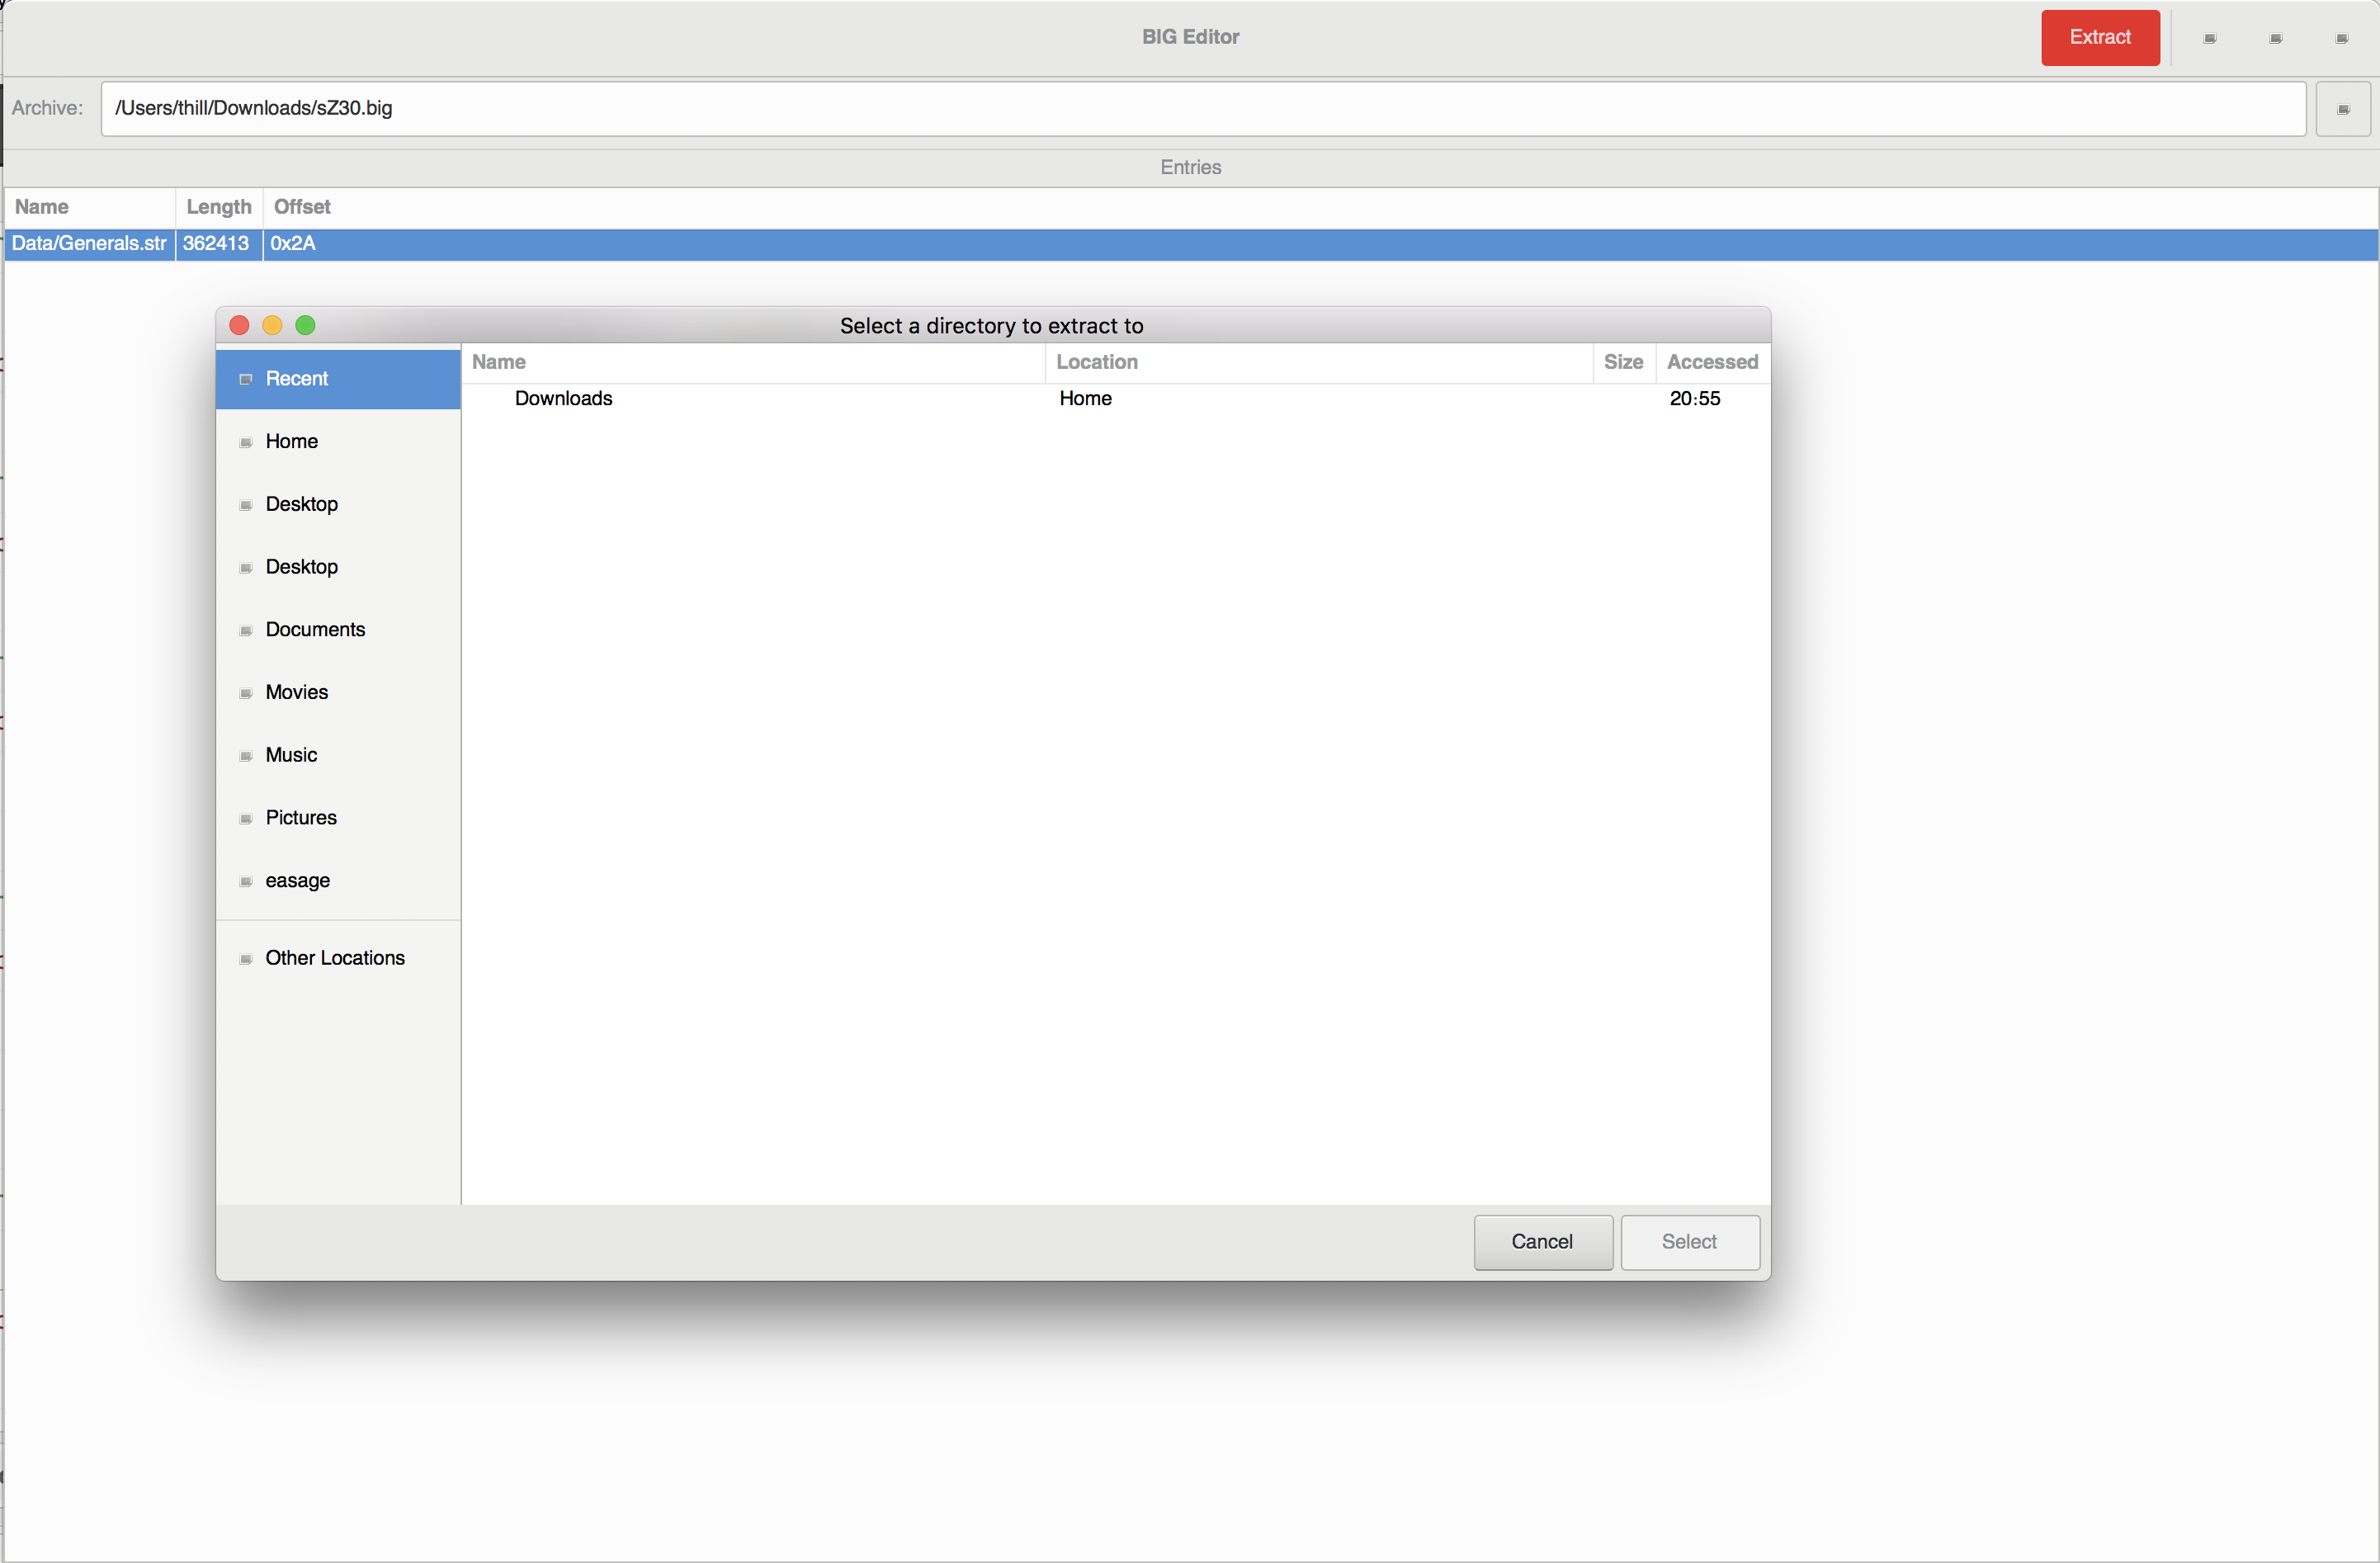 BIG Editor
Extract
Archive:
/Users/thill/Downloads/sZ30.big
Entries
Name Length Offset
Data/Generals.str 362413 0x2A
Select a directory to extract to
Recent
Home
Desktop
Desktop
Documents
Movies
Music
Pictures
easage
Other Locations
Name Location Size Accessed
Downloads Home 20:55
Cancel Select